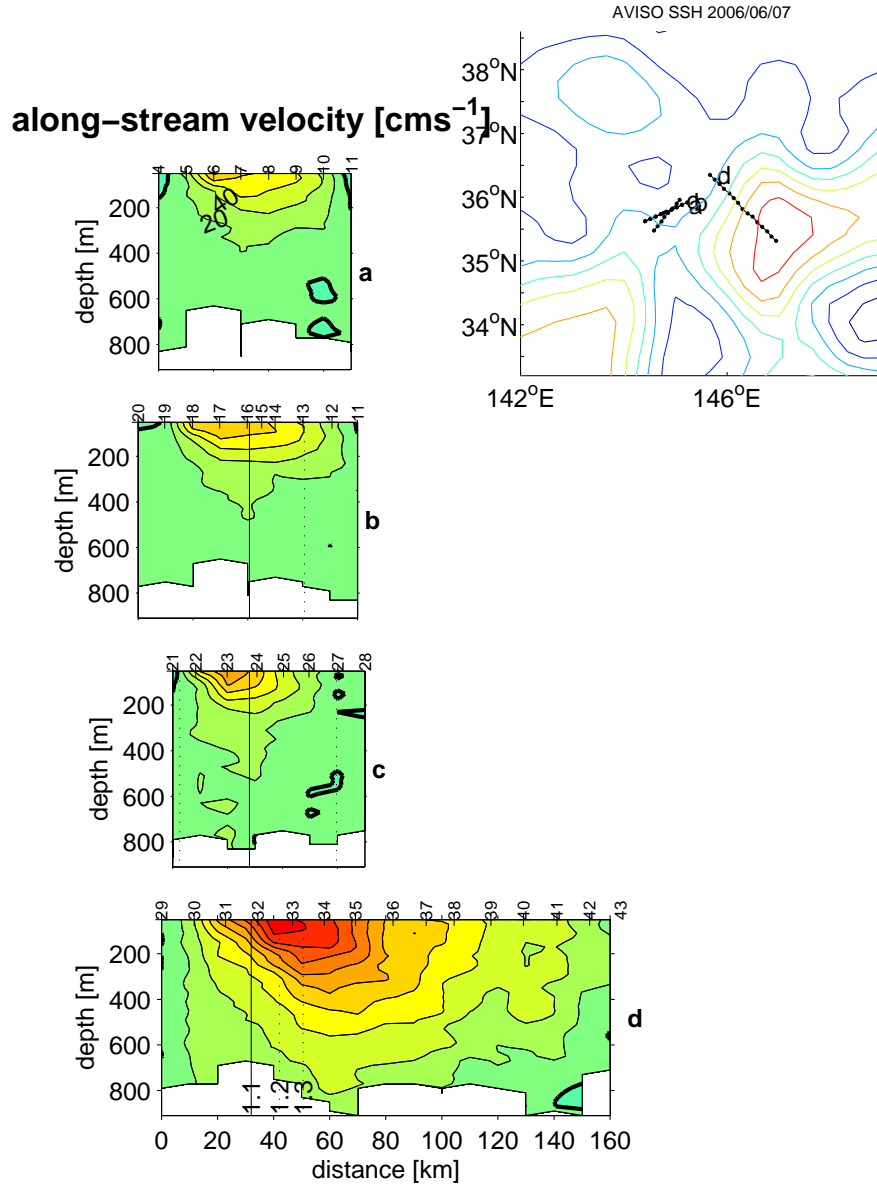 AVISO SSH 2006/06/07
38°N
37°N
36°N
35°N
34°N
142°E
146°E
d
along−stream velocity [cms⁻¹]
4 5 6 7 8 9 10 11
200
400
600
800
depth [m]
20
40
a
20 19 18 17 16 15 14 13 12 11
200
400
600
800
depth [m]
b
21 22 23 24 25 26 27 28
200
400
600
800
depth [m]
c
29 30 31 32 33 34 35 36 37 38 39 40 41 42 43
200
400
600
800
depth [m]
1.1
1.2
1.3
d
0 20 40 60 80 100 120 140 160
distance [km]